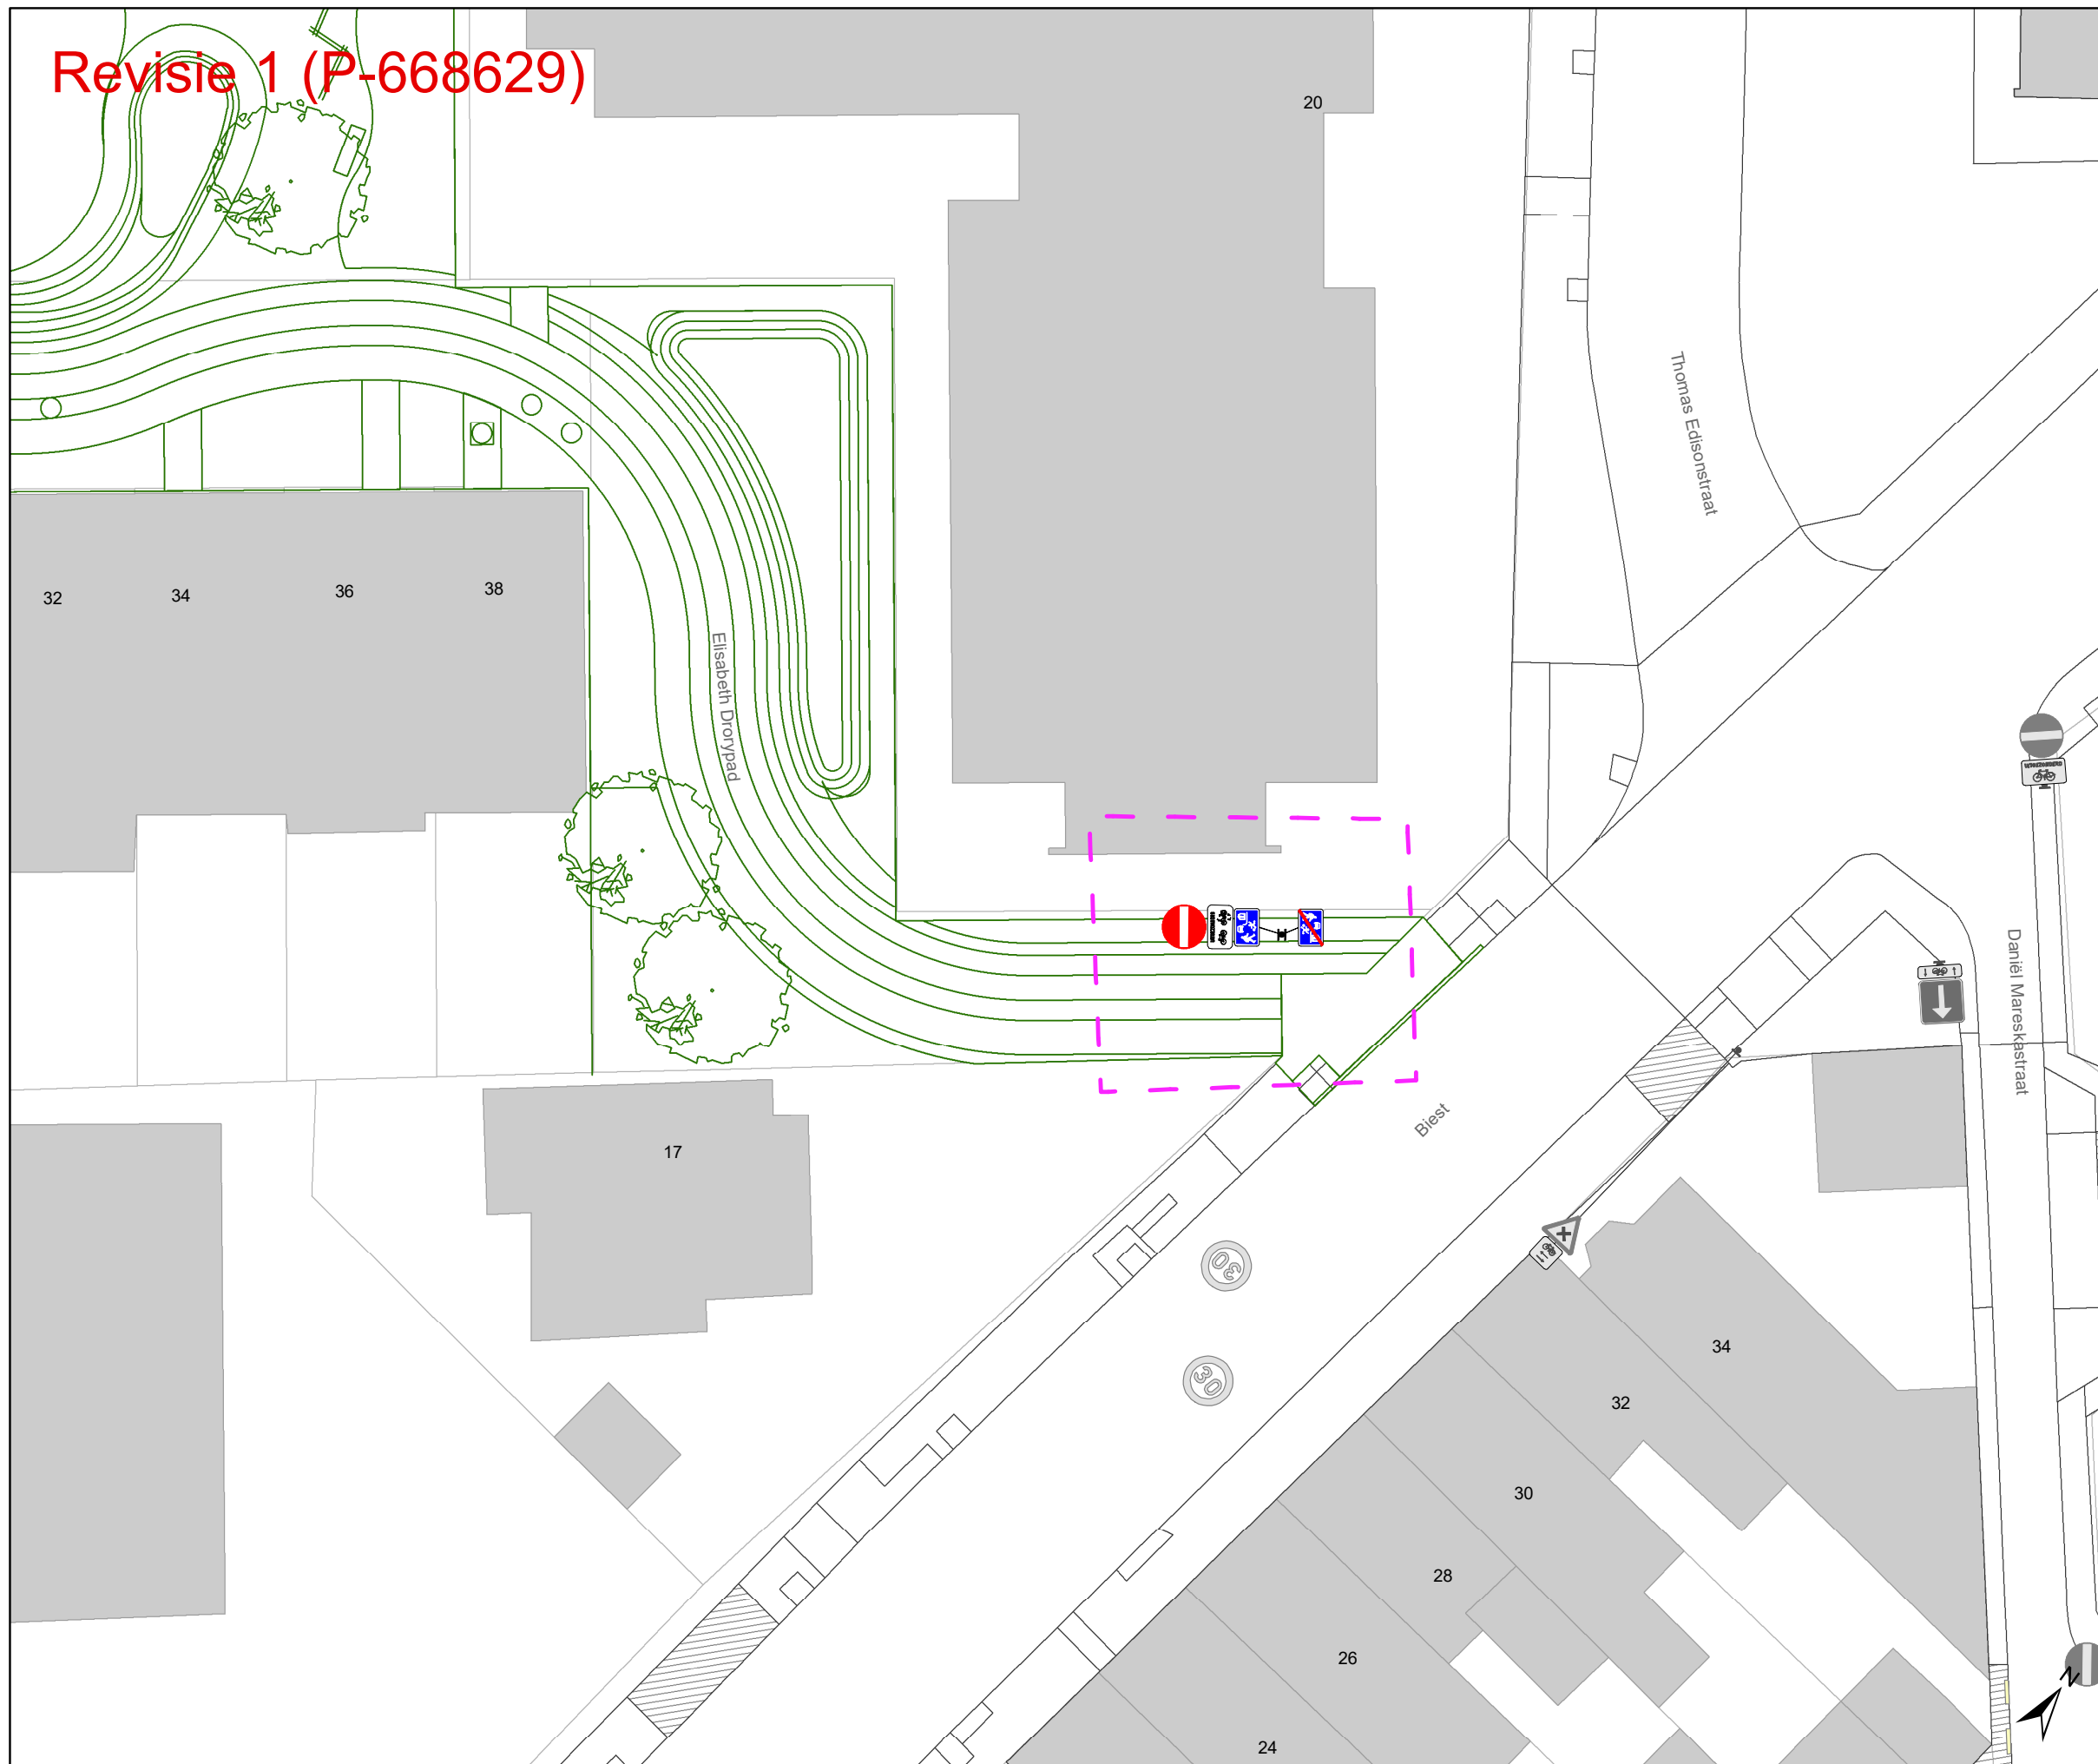 Revisie 1 (P-668629)
20
Thomas Edisonstraat
32
34
36
38
Elisabeth Drorypad
Daniël Mareskastraat
17
Biest
30
30
34
32
30
28
26
24
N